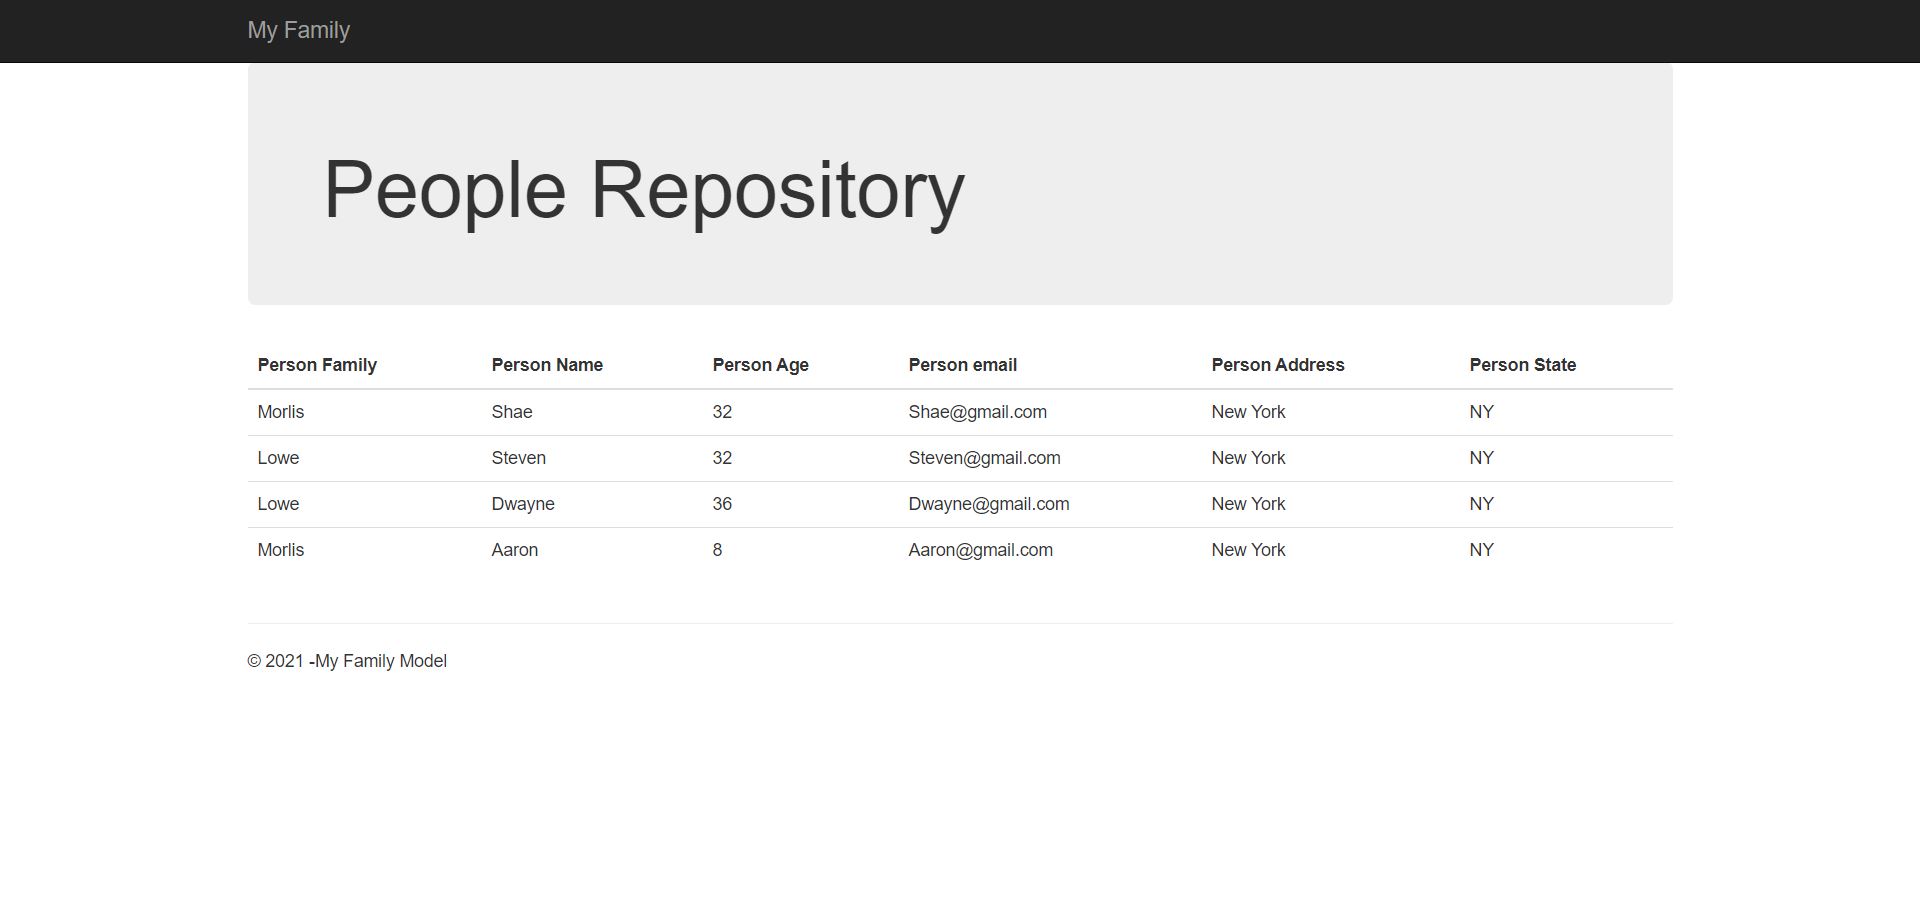 My Family
People Repository
Person Family Person Name Person Age Person email Person Address Person State
Morlis Shae 32 Shae@gmail.com New York NY
Lowe Steven 32 Steven@gmail.com New York NY
Lowe Dwayne 36 Dwayne@gmail.com New York NY
Morlis Aaron 8 Aaron@gmail.com New York NY
© 2021 -My Family Model